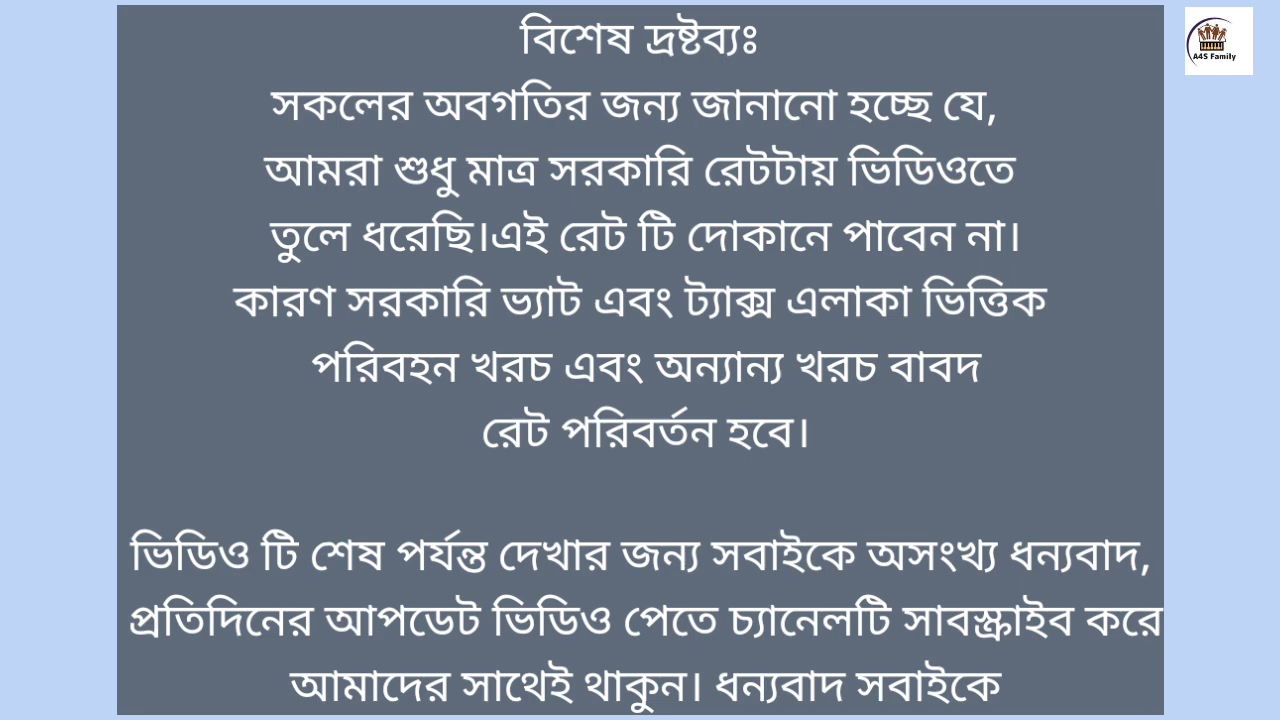 বিশেষ দ্রষ্টব্যঃ
সকলের অবগতির জন্য জানানো হচ্ছে যে,
আমরা শুধু মাত্র সরকারি রেটটায় ভিডিওতে
তুলে ধরেছি।এই রেট টি দোকানে পাবেন না।
কারণ সরকারি ভ্যাট এবং ট্যাক্স এলাকা ভিত্তিক
পরিবহন খরচ এবং অন্যান্য খরচ বাবদ
রেট পরিবর্তন হবে।
ভিডিও টি শেষ পর্যন্ত দেখার জন্য সবাইকে অসংখ্য ধন্যবাদ,
প্রতিদিনের আপডেট ভিডিও পেতে চ্যানেলটি সাবস্ক্রাইব করে
আমাদের সাথেই থাকুন। ধন্যবাদ সবাইকে
A4S Family